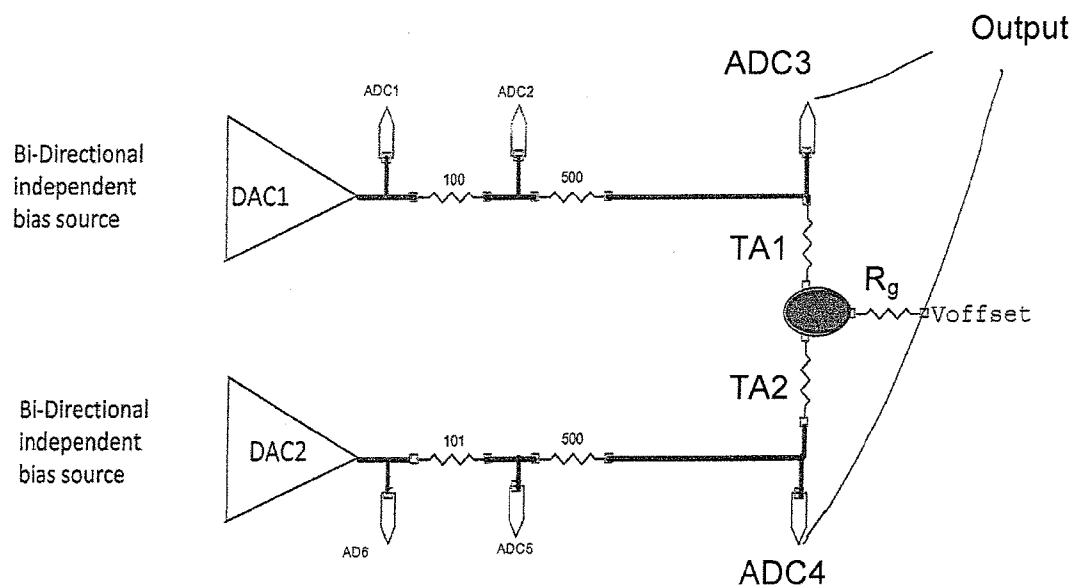 Output
ADC3
ADC1
ADC2
Bi-Directional
independent
bias source
DAC1
100
500
TA1
Rg
Voffset
TA2
Bi-Directional
independent
bias source
DAC2
101
500
AD6
ADC5
ADC4